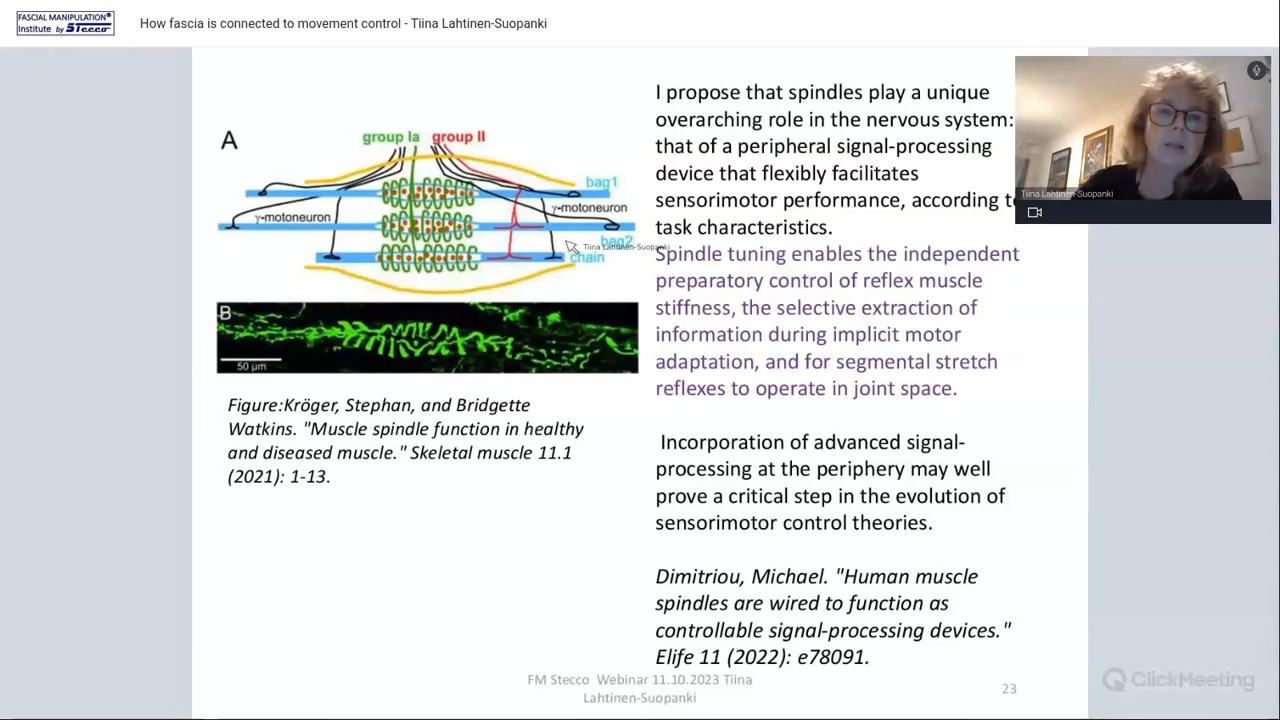 FASCIAL MANIPULATION®
Institute by Stecco
How fascia is connected to movement control - Tiina Lahtinen-Suopanki
A
group Ia
group II
bag1
γ-motoneuron
γ-motoneuron
bag2
Tiina Lahtinen-Suopanki
chain
B
50 µm
Figure:Kröger, Stephan, and Bridgette
Watkins. "Muscle spindle function in healthy
and diseased muscle." Skeletal muscle 11.1
(2021): 1-13.
I propose that spindles play a unique
overarching role in the nervous system:
that of a peripheral signal-processing
device that flexibly facilitates
sensorimotor performance, according to
task characteristics.
Spindle tuning enables the independent
preparatory control of reflex muscle
stiffness, the selective extraction of
information during implicit motor
adaptation, and for segmental stretch
reflexes to operate in joint space.
Incorporation of advanced signal-
processing at the periphery may well
prove a critical step in the evolution of
sensorimotor control theories.
Dimitriou, Michael. "Human muscle
spindles are wired to function as
controllable signal-processing devices."
Elife 11 (2022): e78091.
Tiina Lahtinen-Suopanki
FM Stecco Webinar 11.10.2023 Tiina
Lahtinen-Suopanki
23
ClickMeeting